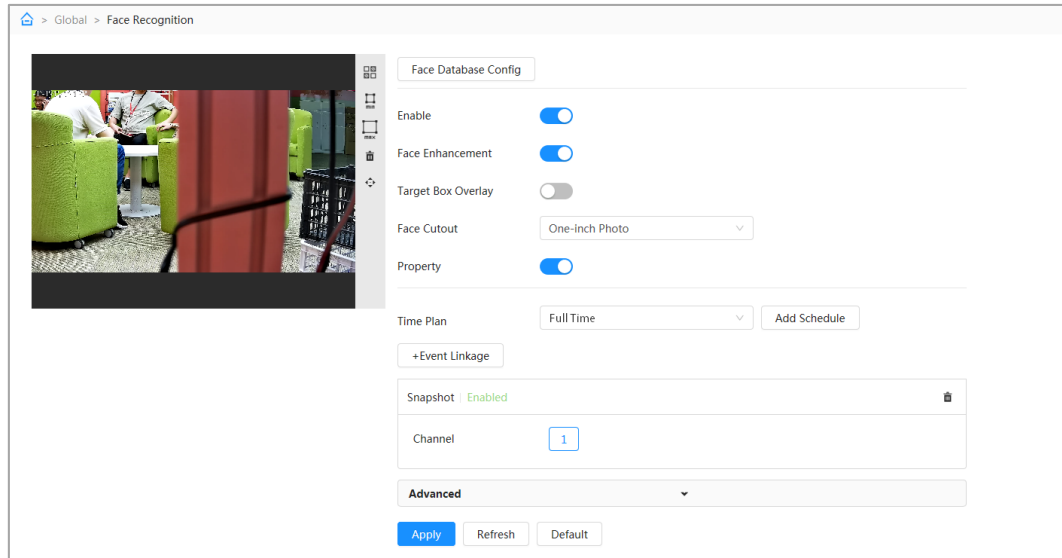 > Global > Face Recognition
Face Database Config
Enable
Face Enhancement
Target Box Overlay
Face Cutout One-inch Photo
Property
Time Plan Full Time Add Schedule
+Event Linkage
Snapshot Enabled
Channel 1
Advanced
Apply Refresh Default